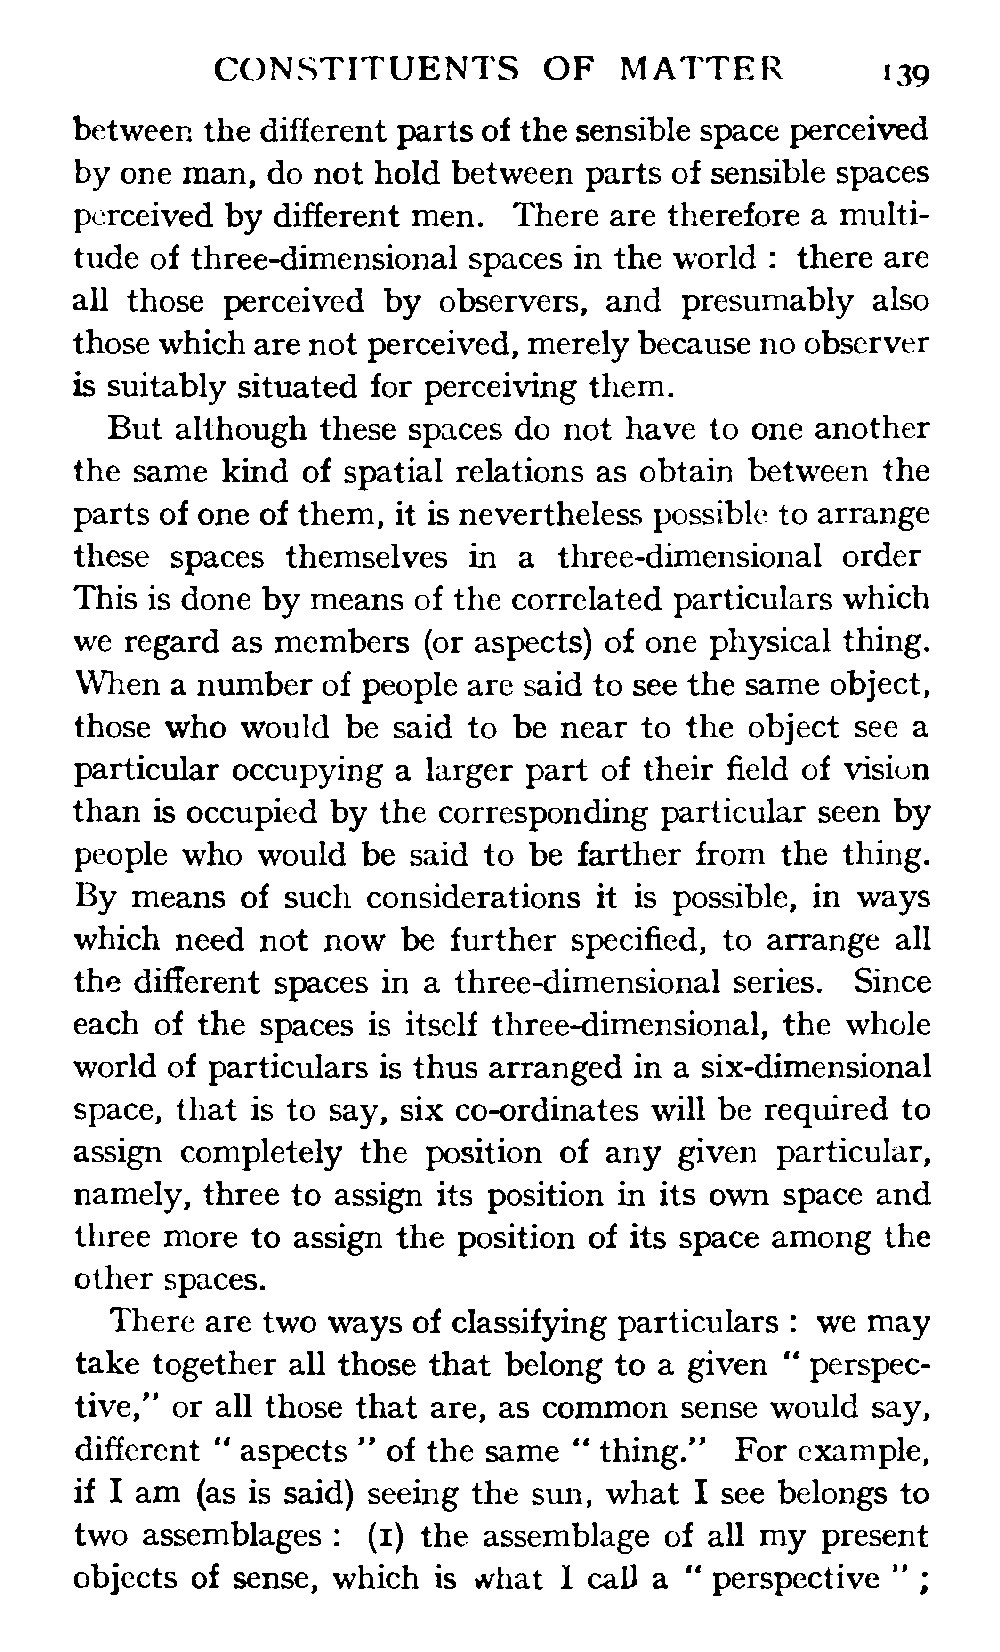 CONSTITUENTS OF MATTER 139
between the different parts of the sensible space perceived
by one man, do not hold between parts of sensible spaces
perceived by different men. There are therefore a multi-
tude of three-dimensional spaces in the world : there are
all those perceived by observers, and presumably also
those which are not perceived, merely because no observer
is suitably situated for perceiving them.
But although these spaces do not have to one another
the same kind of spatial relations as obtain between the
parts of one of them, it is nevertheless possible to arrange
these spaces themselves in a three-dimensional order
This is done by means of the correlated particulars which
we regard as members (or aspects) of one physical thing.
When a number of people are said to see the same object,
those who would be said to be near to the object see a
particular occupying a larger part of their field of vision
than is occupied by the corresponding particular seen by
people who would be said to be farther from the thing.
By means of such considerations it is possible, in ways
which need not now be further specified, to arrange all
the different spaces in a three-dimensional series. Since
each of the spaces is itself three-dimensional, the whole
world of particulars is thus arranged in a six-dimensional
space, that is to say, six co-ordinates will be required to
assign completely the position of any given particular,
namely, three to assign its position in its own space and
three more to assign the position of its space among the
other spaces.
There are two ways of classifying particulars : we may
take together all those that belong to a given " perspec-
tive," or all those that are, as common sense would say,
different " aspects " of the same " thing." For example,
if I am (as is said) seeing the sun, what I see belongs to
two assemblages : (1) the assemblage of all my present
objects of sense, which is what I call a " perspective " ;